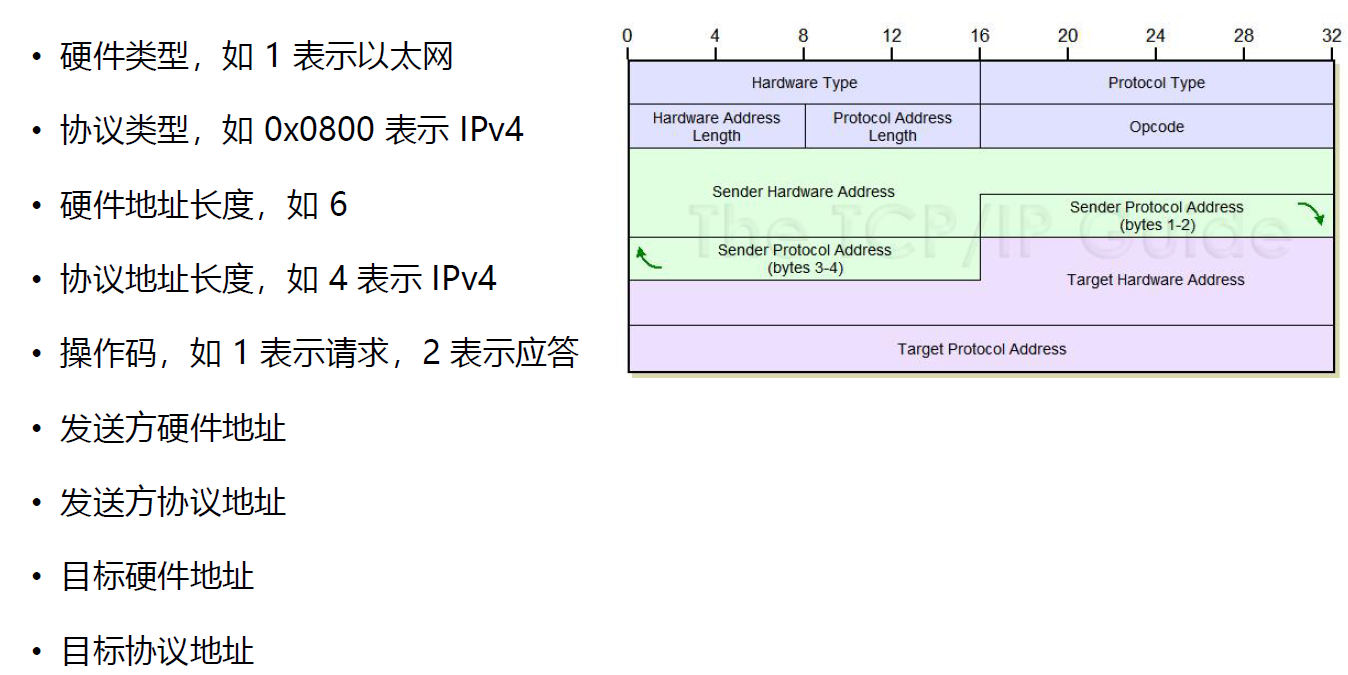 • 硬件类型，如 1 表示以太网
• 协议类型，如 0x0800 表示 IPv4
• 硬件地址长度，如 6
• 协议地址长度，如 4 表示 IPv4
• 操作码，如 1 表示请求，2 表示应答
• 发送方硬件地址
• 发送方协议地址
• 目标硬件地址
• 目标协议地址
0 4 8 12 16 20 24 28 32
Hardware Type
Protocol Type
Hardware Address
Length
Protocol Address
Length
Opcode
Sender Hardware Address
Sender Protocol Address
(bytes 1-2)
Sender Protocol Address
(bytes 3-4)
Target Hardware Address
Target Protocol Address
The TCP/IP Guide